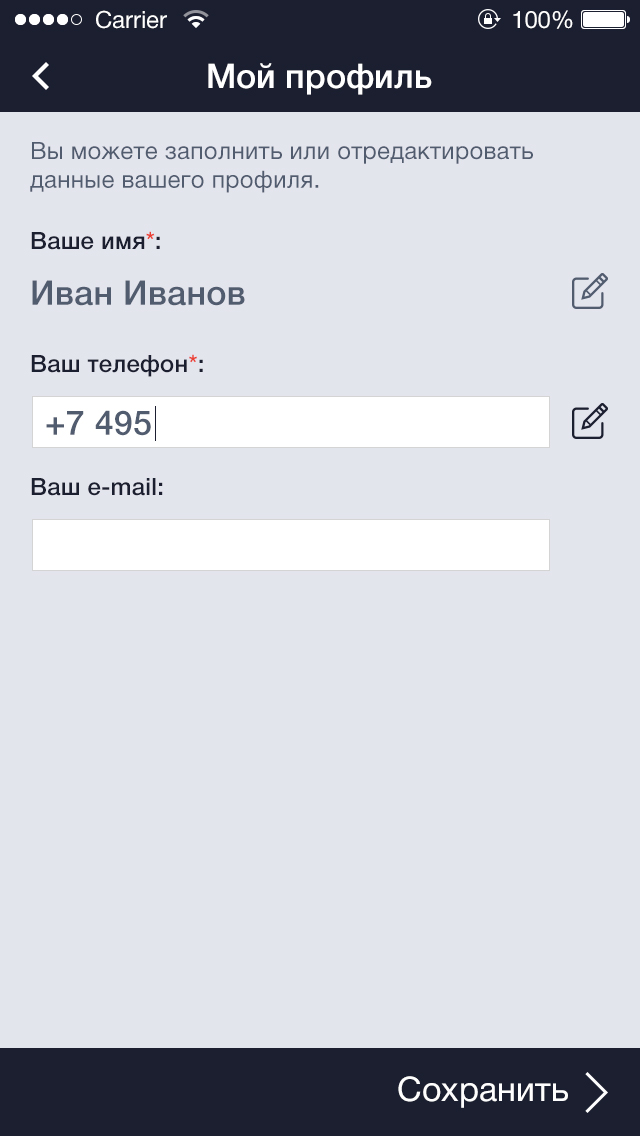 Carrier 100%
Мой профиль
Вы можете заполнить или отредактировать
данные вашего профиля.
Ваше имя*:
Иван Иванов
Ваш телефон*:
+7 495
Ваш e-mail:
Сохранить